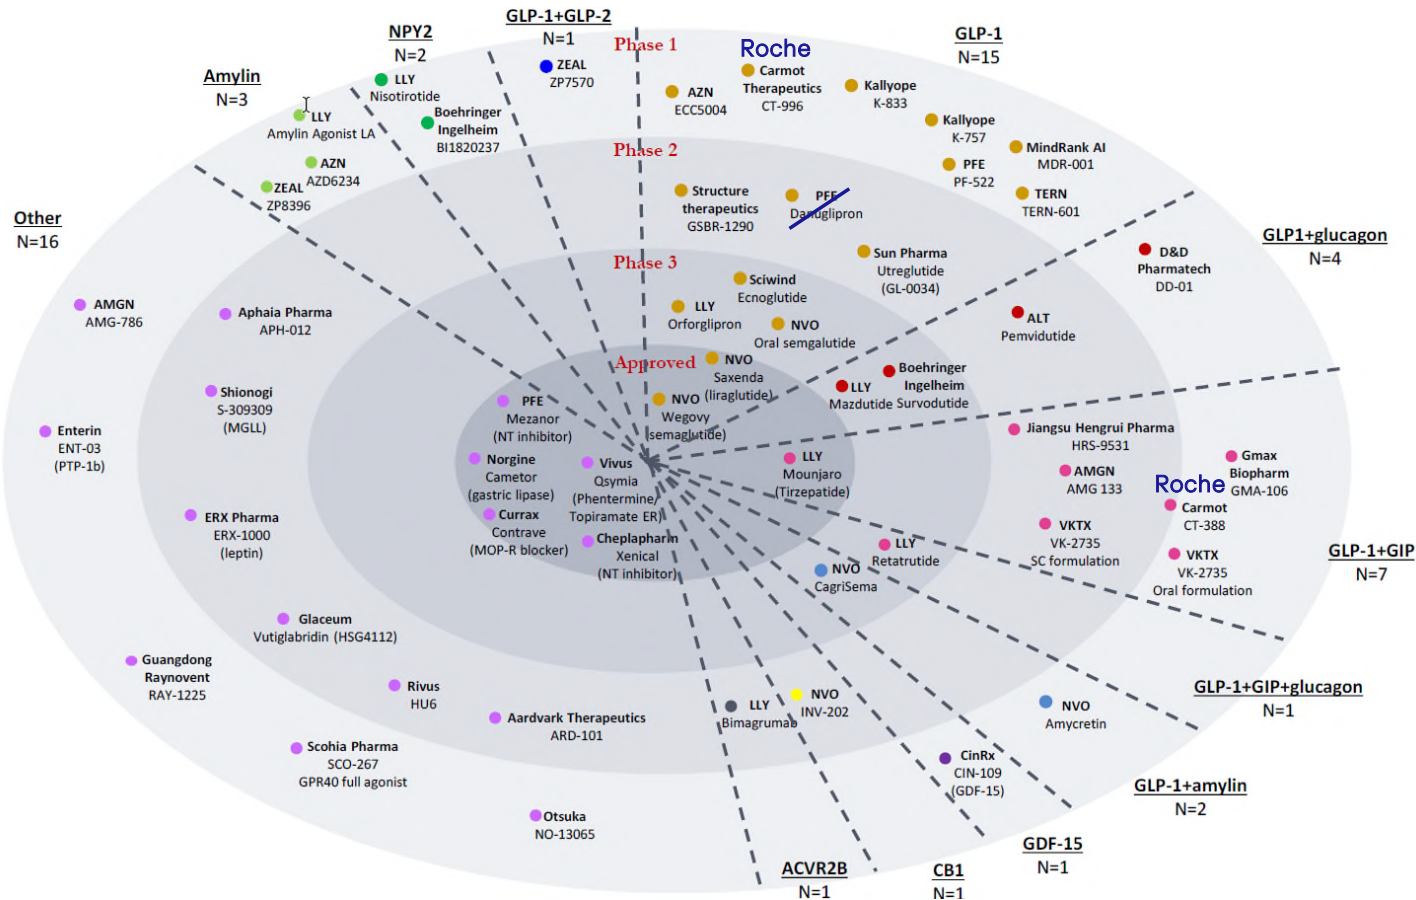 GLP-1+GLP-2
N=1
NPY2
N=2
Amylin
N=3
GLP-1
N=15
Phase 1
Roche
ZEAL
ZP7570
LLY
Nisotirotide
Boehringer
Ingelheim
BI1820237
LLY
Amylin Agonist LA
AZN
AZD6234
ZEAL
ZP8396
AZN
ECC5004
Carmot
Therapeutics
CT-996
Kallyope
K-833
Kallyope
K-757
MindRank AI
MDR-001
PFE
PF-522
TERN
TERN-601
Phase 2
Structure
therapeutics
GSBR-1290
PFE
Danuglipron
Sun Pharma
Utreglutide
(GL-0034)
Other
N=16
GLP1+glucagon
N=4
D&D
Pharmatech
DD-01
ALT
Pemvidutide
Phase 3
Sciwind
Ecnoglutide
LLY
Orforglipron
NVO
Oral semgalutide
AMGN
AMG-786
Aphaia Pharma
APH-012
Approved
NVO
Saxenda
(liraglutide)
NVO
Wegovy
(semaglutide)
LLY
Mazdutide
Boehringer
Ingelheim
Survodutide
Shionogi
S-309309
(MGLL)
Enterin
ENT-03
(PTP-1b)
PFE
Mezanor
(NT inhibitor)
Norgine
Cametor
(gastric lipase)
Vivus
Qsymia
(Phentermine/
Topiramate ER)
Currax
Contrave
(MOP-R blocker)
Cheplapharm
Xenical
(NT inhibitor)
LLY
Mounjaro
(Tirzepatide)
Jiangsu Hengrui Pharma
HRS-9531
AMGN
AMG 133
Gmax
Biopharm
GMA-106
Roche
Carmot
CT-388
VKTX
VK-2735
SC formulation
VKTX
VK-2735
Oral formulation
GLP-1+GIP
N=7
ERX Pharma
ERX-1000
(leptin)
LLY
Retatrutide
NVO
CagriSema
Glaceum
Vutiglabridin (HSG4112)
Guangdong
Raynovent
RAY-1225
Rivus
HU6
Aardvark Therapeutics
ARD-101
LLY
Bimagrumab
NVO
INV-202
NVO
Amycretin
GLP-1+GIP+glucagon
N=1
Scohia Pharma
SCO-267
GPR40 full agonist
CinRx
CIN-109
(GDF-15)
GLP-1+amylin
N=2
Otsuka
NO-13065
GDF-15
N=1
ACVR2B
N=1
CB1
N=1